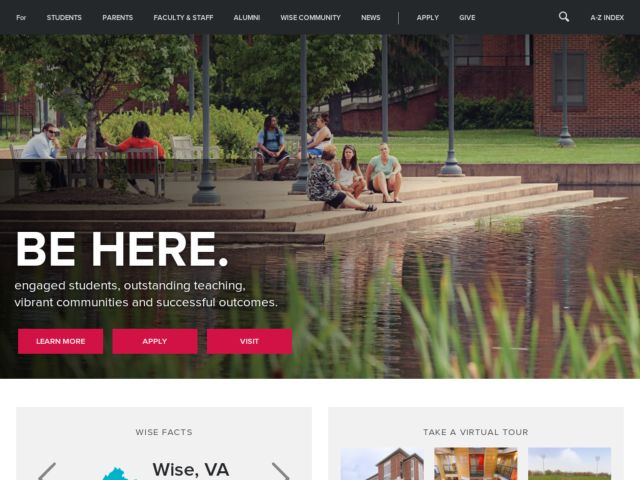 For STUDENTS PARENTS FACULTY & STAFF ALUMNI WISE COMMUNITY NEWS APPLY GIVE A-Z INDEX
BE HERE.
engaged students, outstanding teaching,
vibrant communities and successful outcomes.
LEARN MORE APPLY VISIT
WISE FACTS
Wise, VA
TAKE A VIRTUAL TOUR